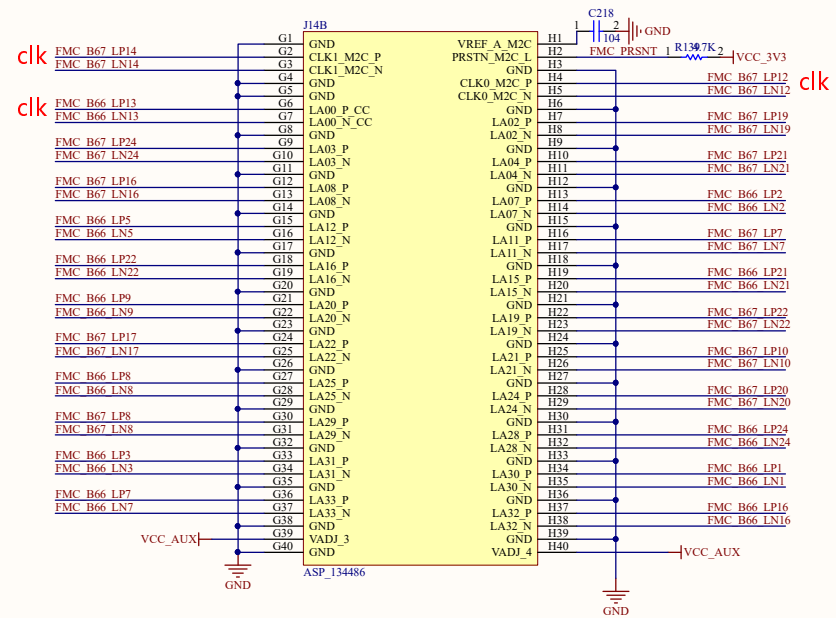 C218
J14B 1 2 GND
104
G1 GND VREF_A_M2C H1
clk FMC_B67_LP14 G2 CLK1_M2C_P PRSTN_M2C_L H2 FMC_PRSNT 1 R139 4.7K 2 VCC_3V3
FMC_B67_LN14 G3 CLK1_M2C_N GND H3
G4 GND CLK0_M2C_P H4 FMC_B67_LP12 clk
G5 GND CLK0_M2C_N H5 FMC_B67_LN12
clk FMC_B66_LP13 G6 LA00_P_CC GND H6
FMC_B66_LN13 G7 LA00_N_CC LA02_P H7 FMC_B67_LP19
G8 GND LA02_N H8 FMC_B67_LN19
FMC_B67_LP24 G9 LA03_P GND H9
FMC_B67_LN24 G10 LA03_N LA04_P H10 FMC_B67_LP21
G11 GND LA04_N H11 FMC_B67_LN21
FMC_B67_LP16 G12 LA08_P GND H12
FMC_B67_LN16 G13 LA08_N LA07_P H13 FMC_B66_LP2
G14 GND LA07_N H14 FMC_B66_LN2
FMC_B66_LP5 G15 LA12_P GND H15
FMC_B66_LN5 G16 LA12_N LA11_P H16 FMC_B67_LP7
G17 GND LA11_N H17 FMC_B67_LN7
FMC_B66_LP22 G18 LA16_P GND H18
FMC_B66_LN22 G19 LA16_N LA15_P H19 FMC_B66_LP21
G20 GND LA15_N H20 FMC_B66_LN21
FMC_B66_LP9 G21 LA20_P GND H21
FMC_B66_LN9 G22 LA20_N LA19_P H22 FMC_B67_LP22
G23 GND LA19_N H23 FMC_B67_LN22
FMC_B67_LP17 G24 LA22_P GND H24
FMC_B67_LN17 G25 LA22_N LA21_P H25 FMC_B67_LP10
G26 GND LA21_N H26 FMC_B67_LN10
FMC_B66_LP8 G27 LA25_P GND H27
FMC_B66_LN8 G28 LA25_N LA24_P H28 FMC_B67_LP20
G29 GND LA24_N H29 FMC_B67_LN20
FMC_B67_LP8 G30 LA29_P GND H30
FMC_B67_LN8 G31 LA29_N LA28_P H31 FMC_B66_LP24
G32 GND LA28_N H32 FMC_B66_LN24
FMC_B66_LP3 G33 LA31_P GND H33
FMC_B66_LN3 G34 LA31_N LA30_P H34 FMC_B66_LP1
G35 GND LA30_N H35 FMC_B66_LN1
FMC_B66_LP7 G36 LA33_P GND H36
FMC_B66_LN7 G37 LA33_N LA32_P H37 FMC_B66_LP16
G38 GND LA32_N H38 FMC_B66_LN16
VCC_AUX G39 VADJ_3 GND H39
G40 GND VADJ_4 H40 VCC_AUX
ASP_134486
GND
GND